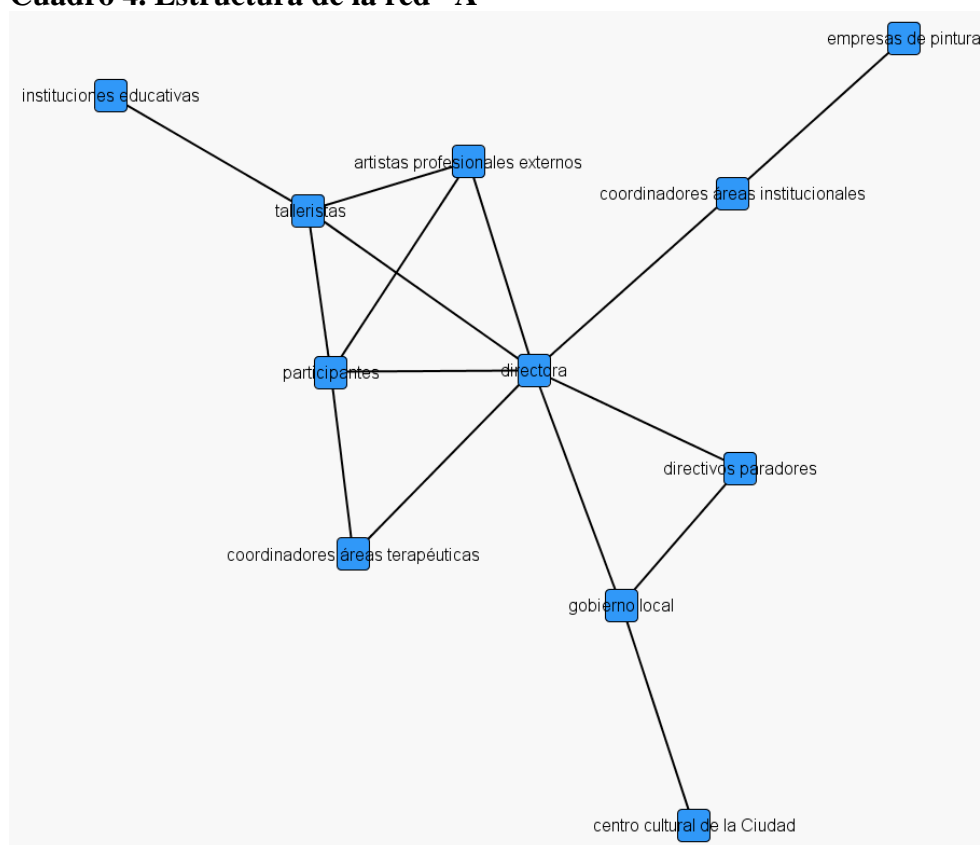 Cuadro 4. Estructura de la red "A"
empresas de pintura
instituciones educativas
artistas profesionales externos
coordinadores áreas institucionales
talleristas
participantes
directora
directivos paradores
coordinadores áreas terapéuticas
gobierno local
centro cultural de la Ciudad